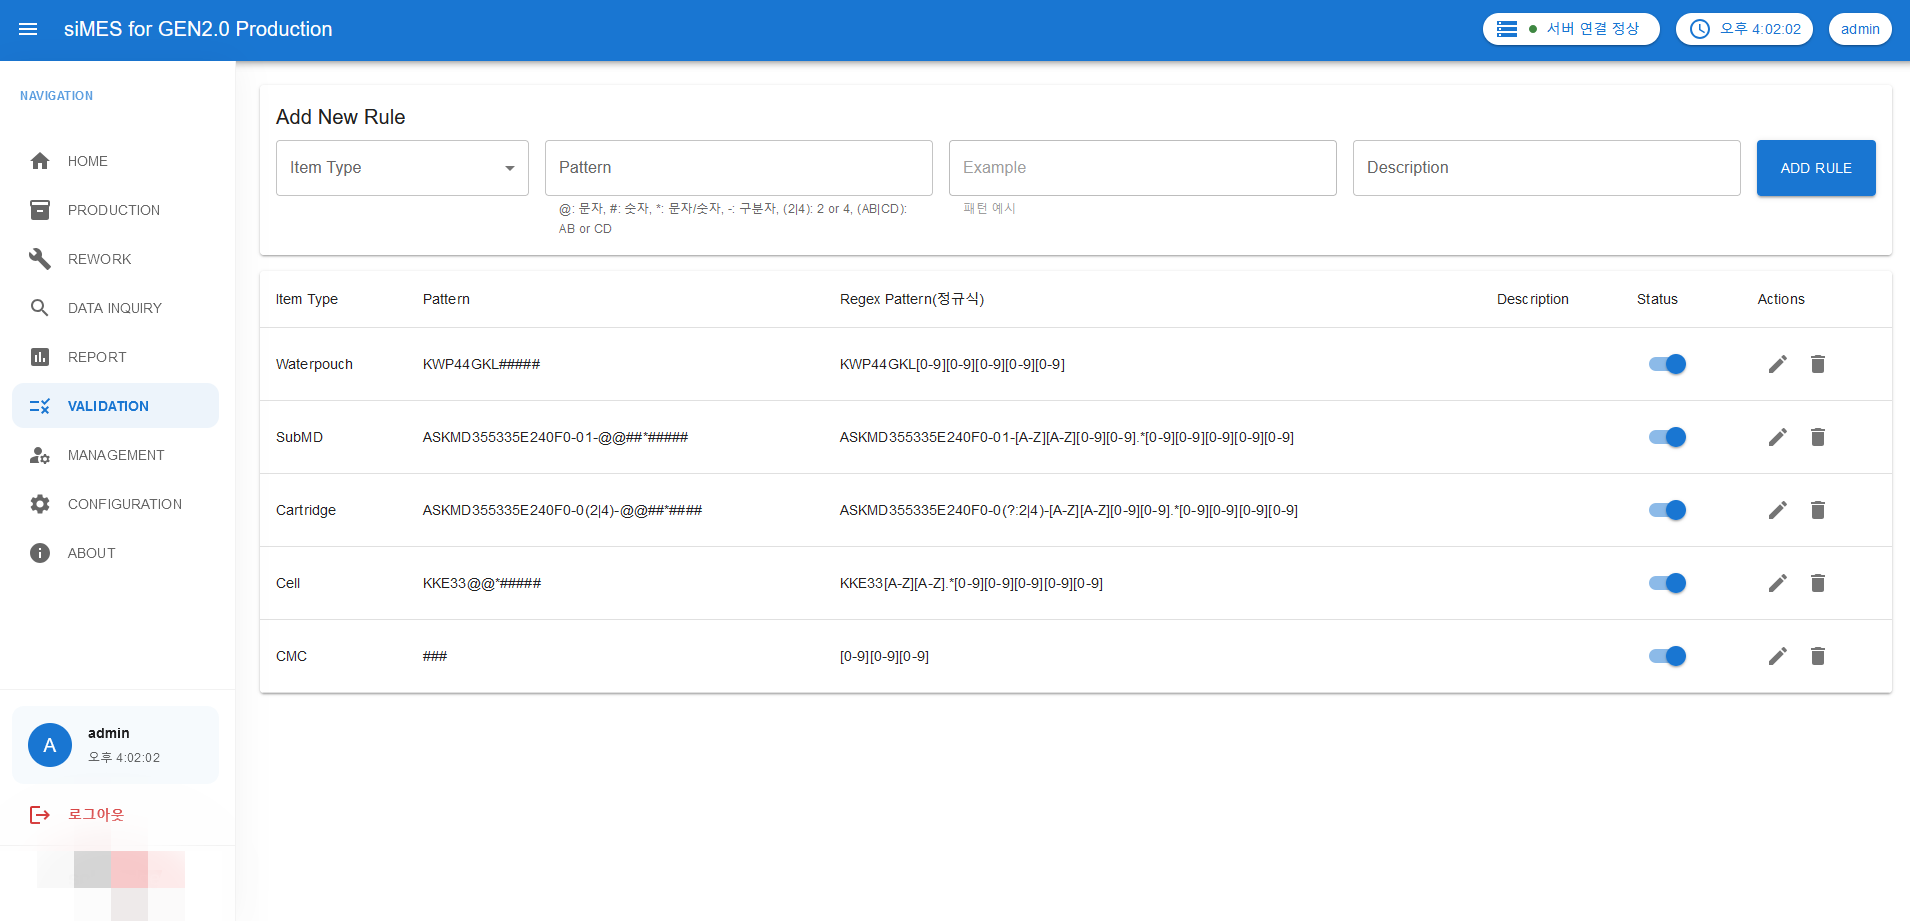 siMES for GEN2.0 Production
서버 연결 정상
오후 4:02:02
admin
NAVIGATION
HOME
PRODUCTION
REWORK
DATA INQUIRY
REPORT
VALIDATION
MANAGEMENT
CONFIGURATION
ABOUT
A
admin
오후 4:02:02
로그아웃
Add New Rule
Item Type
Pattern
Example
Description
ADD RULE
@: 문자, #: 숫자, *: 문자/숫자, -: 구분자, (2|4): 2 or 4, (AB|CD):
AB or CD
패턴 예시
Item Type Pattern Regex Pattern(정규식) Description Status Actions
Waterpouch KWP44GKL##### KWP44GKL[0-9][0-9][0-9][0-9][0-9]
SubMD ASKMD355335E240F0-01-@@##*##### ASKMD355335E240F0-01-[A-Z][A-Z][0-9][0-9].*[0-9][0-9][0-9][0-9][0-9]
Cartridge ASKMD355335E240F0-0(2|4)-@@##*#### ASKMD355335E240F0-0(?:2|4)-[A-Z][A-Z][0-9][0-9].*[0-9][0-9][0-9][0-9]
Cell KKE33@@*##### KKE33[A-Z][A-Z].*[0-9][0-9][0-9][0-9][0-9]
CMC ### [0-9][0-9][0-9]